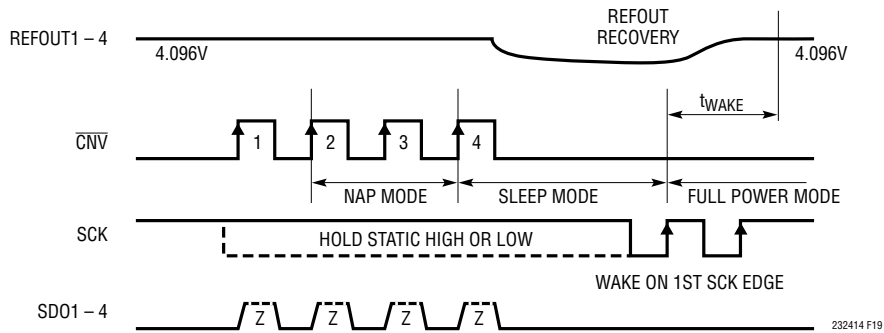 REFOUT
RECOVERY
REFOUT1 – 4
4.096V
4.096V
tWAKE
CNV
1
2
3
4
NAP MODE
SLEEP MODE
FULL POWER MODE
SCK
HOLD STATIC HIGH OR LOW
WAKE ON 1ST SCK EDGE
SDO1 – 4
Z
Z
Z
Z
232414 F19